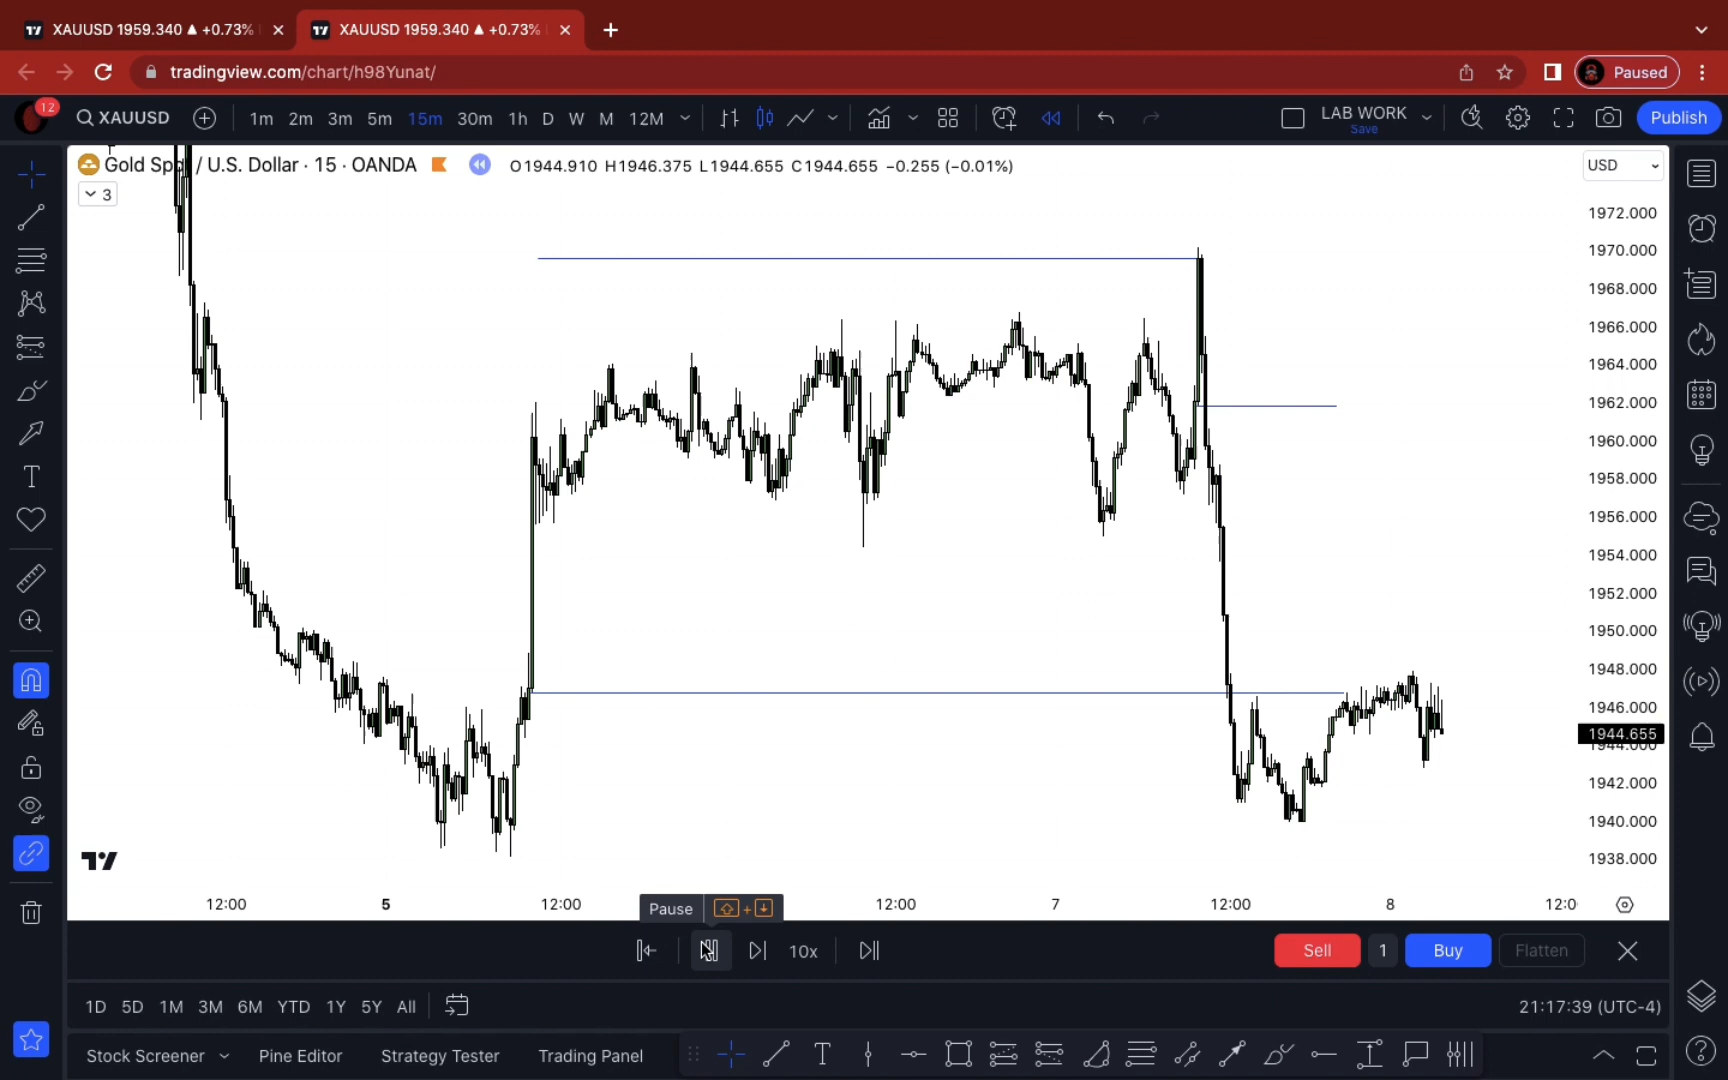 XAUUSD 1959.340 ▲ +0.73%
XAUUSD 1959.340 ▲ +0.73%
tradingview.com/chart/h98Yunat/
Paused
12
XAUUSD
1m 2m 3m 5m 15m 30m 1h D W M 12M
LAB WORK
Save
Publish
Gold Spot / U.S. Dollar · 15 · OANDA
O1944.910 H1946.375 L1944.655 C1944.655 −0.255 (−0.01%)
3
USD
1972.000
1970.000
1968.000
1966.000
1964.000
1962.000
1960.000
1958.000
1956.000
1954.000
1952.000
1950.000
1948.000
1946.000
1944.655
1944.000
1942.000
1940.000
1938.000
12:00 5 12:00 12:00 7 12:00 8 12:0
Pause
10x
Sell 1 Buy Flatten
1D 5D 1M 3M 6M YTD 1Y 5Y All
21:17:39 (UTC-4)
Stock Screener Pine Editor Strategy Tester Trading Panel